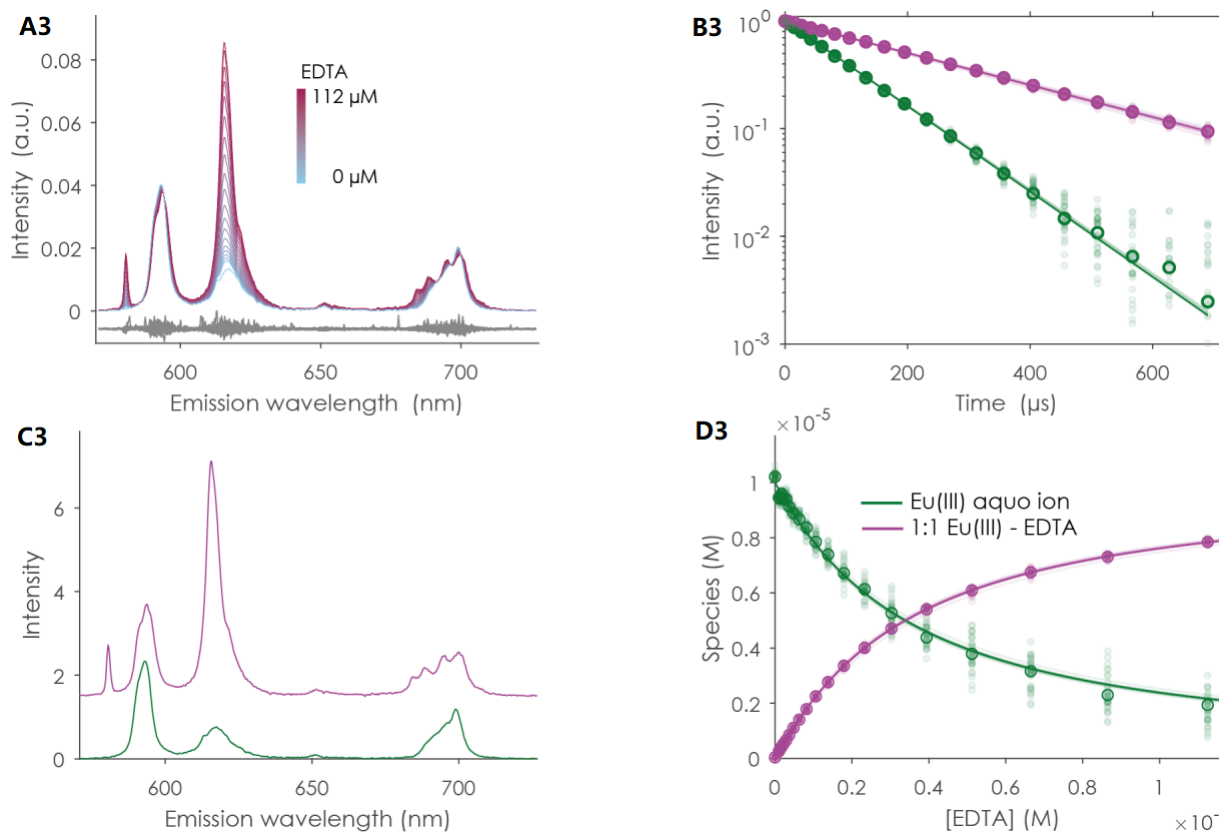 A3
Intensity (a.u.)
0.08
0.06
0.04
0.02
0
EDTA
112 µM
0 µM
600
650
700
Emission wavelength (nm)
B3
Intensity (a.u.)
10^0
10^-1
10^-2
10^-3
0
200
400
600
Time (µs)
C3
Intensity
6
4
2
0
600
650
700
Emission wavelength (nm)
D3
×10^-5
Species (M)
1
0.8
0.6
0.4
0.2
0
Eu(III) aquo ion
1:1 Eu(III) - EDTA
0
0.2
0.4
0.6
0.8
1
[EDTA] (M)
×10^-